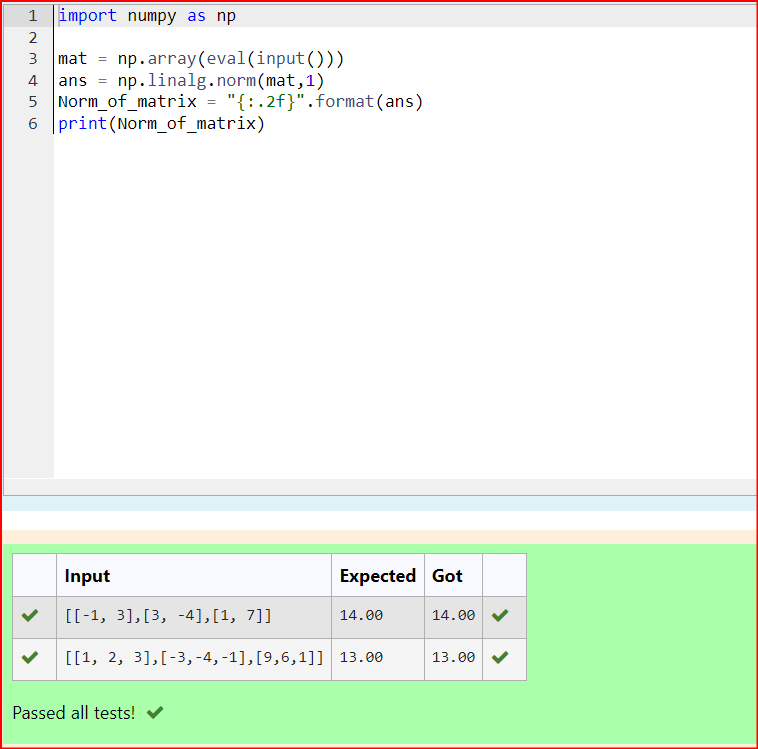 1 import numpy as np
2
3 mat = np.array(eval(input()))
4 ans = np.linalg.norm(mat,1)
5 Norm_of_matrix = "{:.2f}".format(ans)
6 print(Norm_of_matrix)
Input Expected Got
[[-1, 3],[3, -4],[1, 7]] 14.00 14.00
[[1, 2, 3],[-3,-4,-1],[9,6,1]] 13.00 13.00
Passed all tests!